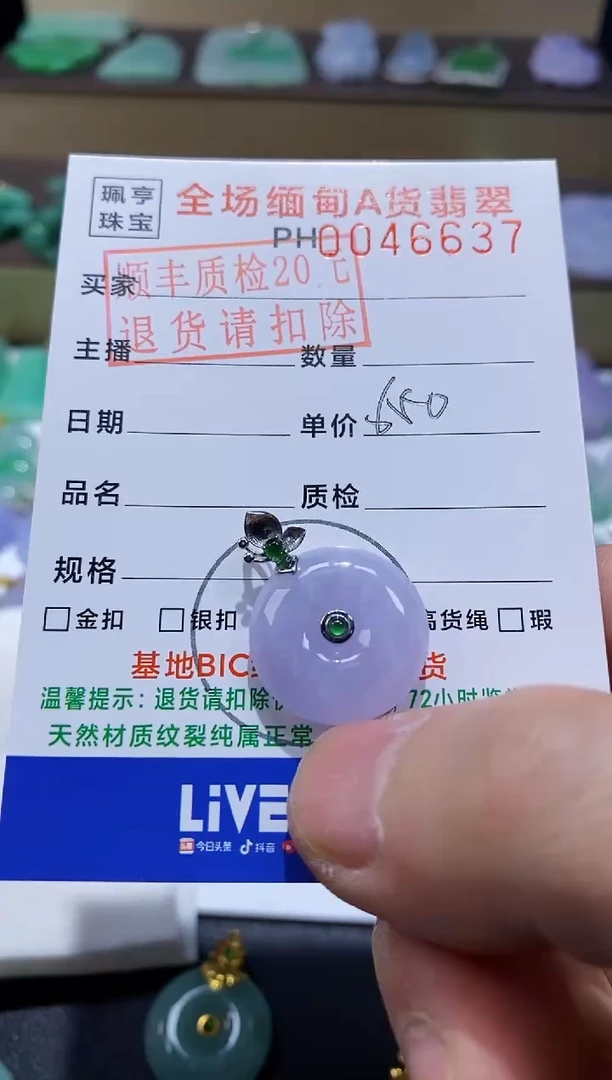 珮亨
珠宝
全场缅甸A货翡翠
PH0046637
顺丰质检20元
退货请扣除
买家
主播 数量
日期 单价 650
品名 质检
规格
金扣 银扣 高货绳 瑕
基地BIC 货
温馨提示：退货请扣除 72小时
天然材质纹裂纯属正常
LiVE
头条 今日头条 抖音